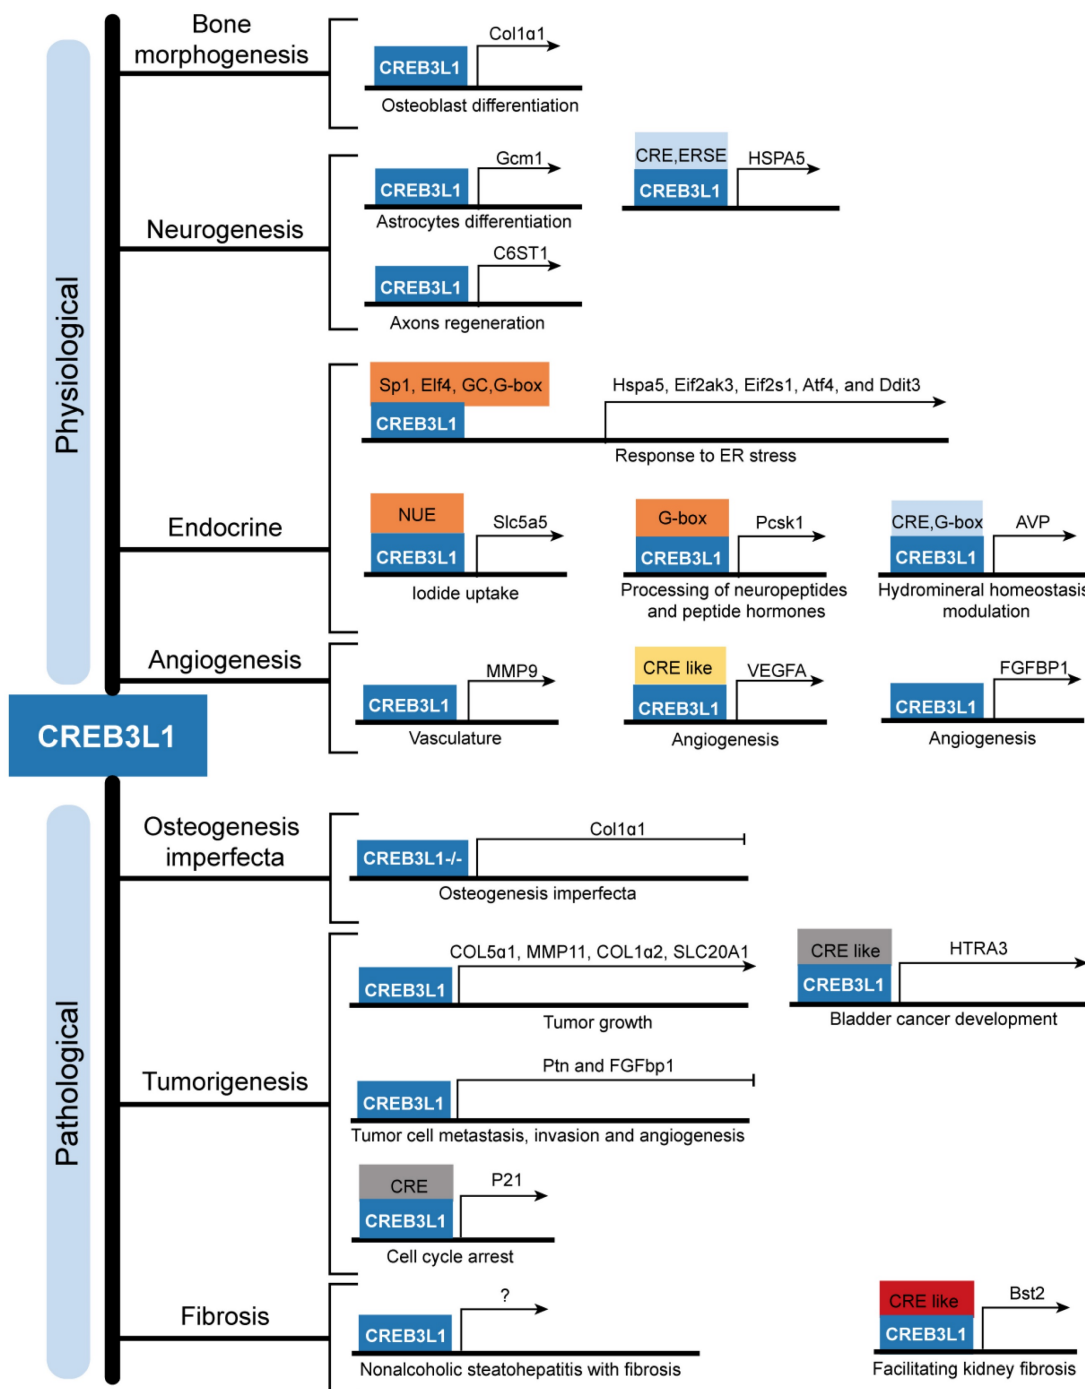 Physiological
Bone
morphogenesis
Col1α1
CREB3L1
Osteoblast differentiation
Neurogenesis
Gcm1
CREB3L1
Astrocytes differentiation
CRE,ERSE
HSPA5
CREB3L1
C6ST1
CREB3L1
Axons regeneration
Endocrine
Sp1, Elf4, GC,G-box
Hspa5, Eif2ak3, Eif2s1, Atf4, and Ddit3
CREB3L1
Response to ER stress
NUE
Slc5a5
CREB3L1
Iodide uptake
G-box
Pcsk1
CREB3L1
Processing of neuropeptides
and peptide hormones
CRE,G-box
AVP
CREB3L1
Hydromineral homeostasis
modulation
Angiogenesis
MMP9
CREB3L1
Vasculature
CRE like
VEGFA
CREB3L1
Angiogenesis
FGFBP1
CREB3L1
Angiogenesis
CREB3L1
Pathological
Osteogenesis
imperfecta
Col1α1
CREB3L1-/-
Osteogenesis imperfecta
Tumorigenesis
COL5α1, MMP11, COL1α2, SLC20A1
CREB3L1
Tumor growth
CRE like
HTRA3
CREB3L1
Bladder cancer development
Ptn and FGFbp1
CREB3L1
Tumor cell metastasis, invasion and angiogenesis
CRE
P21
CREB3L1
Cell cycle arrest
Fibrosis
?
CREB3L1
Nonalcoholic steatohepatitis with fibrosis
CRE like
Bst2
CREB3L1
Facilitating kidney fibrosis